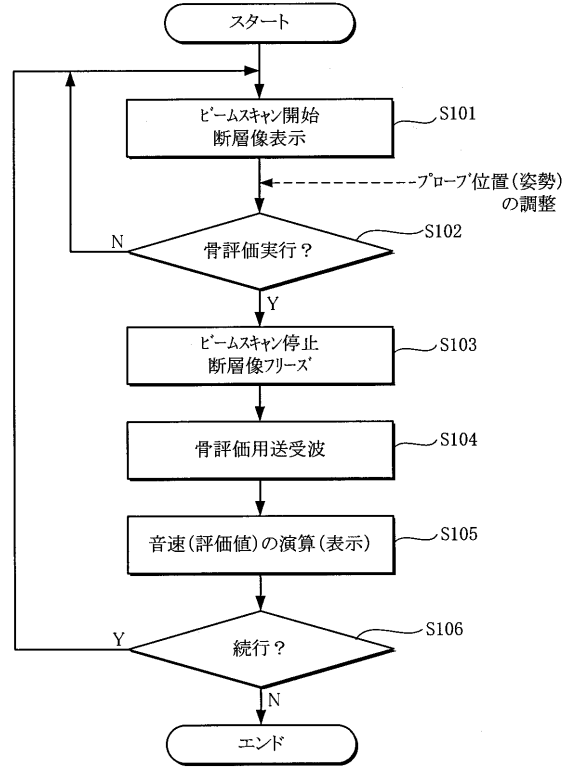 スタート
ビームスキャン開始
断層像表示
S101
プローブ位置(姿勢)
の調整
S102
N
骨評価実行？
Y
ビームスキャン停止
断層像フリーズ
S103
骨評価用送受波
S104
音速(評価値)の演算(表示)
S105
Y
続行？
S106
N
エンド